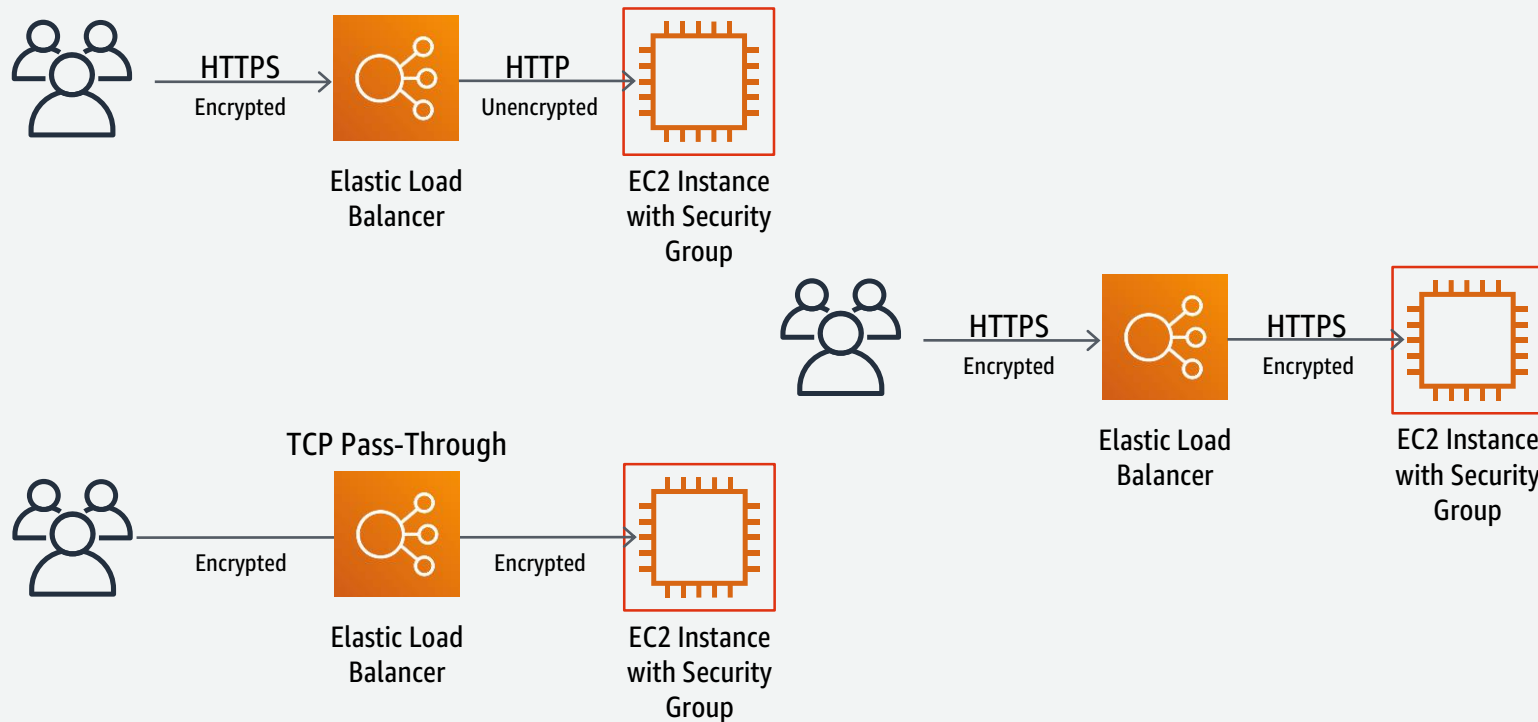 HTTPS
Encrypted
HTTP
Unencrypted
Elastic Load
Balancer
EC2 Instance
with Security
Group
HTTPS
Encrypted
HTTPS
Encrypted
Elastic Load
Balancer
EC2 Instance
with Security
Group
TCP Pass-Through
Encrypted
Encrypted
Elastic Load
Balancer
EC2 Instance
with Security
Group